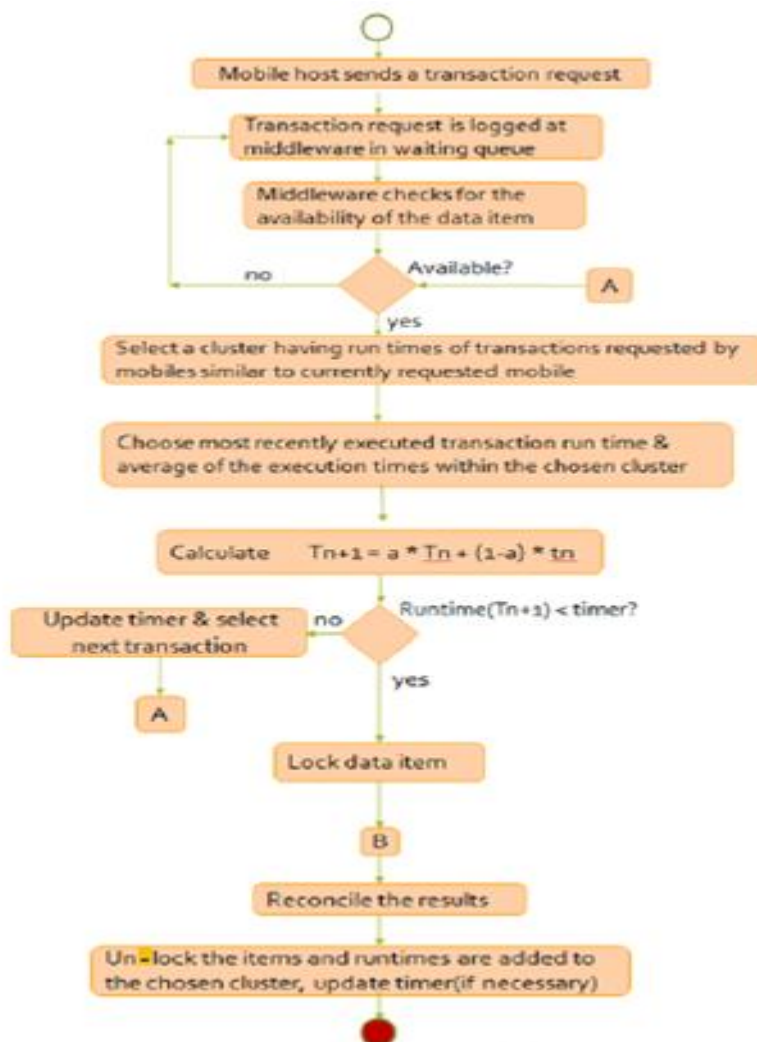 Mobile host sends a transaction request
Transaction request is logged at
middleware in waiting queue
Middleware checks for the
availability of the data item
no
Available?
A
yes
Select a cluster having run times of transactions requested by
mobiles similar to currently requested mobile
Choose most recently executed transaction run time &
average of the execution times within the chosen cluster
Calculate Tn+1 = a * Tn + (1-a) * tn
Runtime(Tn+1) < timer?
Update timer & select
next transaction
no
yes
A
Lock data item
B
Reconcile the results
Un-lock the items and runtimes are added to
the chosen cluster, update timer(if necessary)